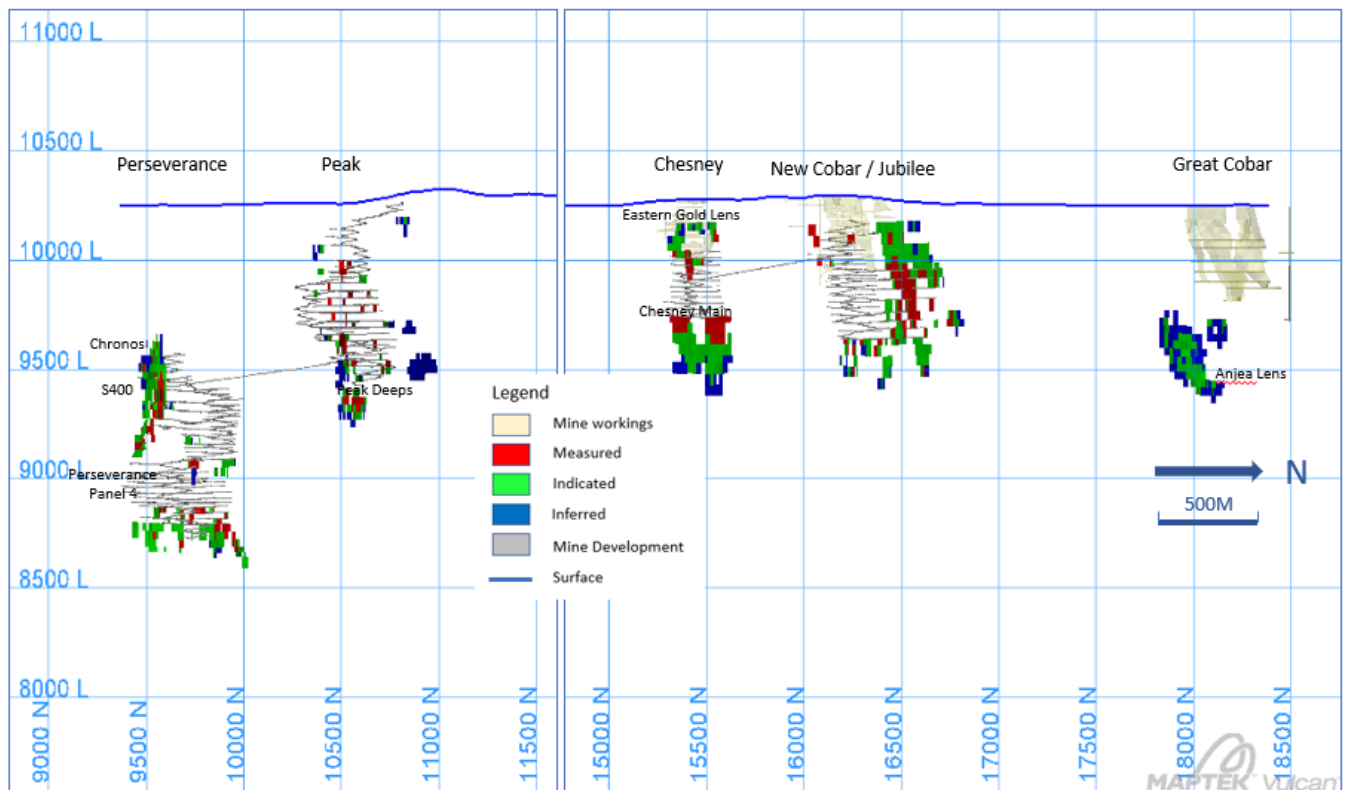 11000 L
10500 L
Perseverance
Peak
Chesney
New Cobar / Jubilee
Great Cobar
Eastern Gold Lens
10000 L
Chesney Main
Chronos
9500 L
S400
Peak Deeps
Anjea Lens
Legend
Mine workings
Measured
Indicated
Inferred
Mine Development
Surface
9000 L
Perseverance
Panel 4
N
500M
8500 L
8000 L
9000 N
9500 N
10000 N
10500 N
11000 N
11500 N
15000 N
15500 N
16000 N
16500 N
17000 N
17500 N
18000 N
18500 N
MAPTEK Vulcan